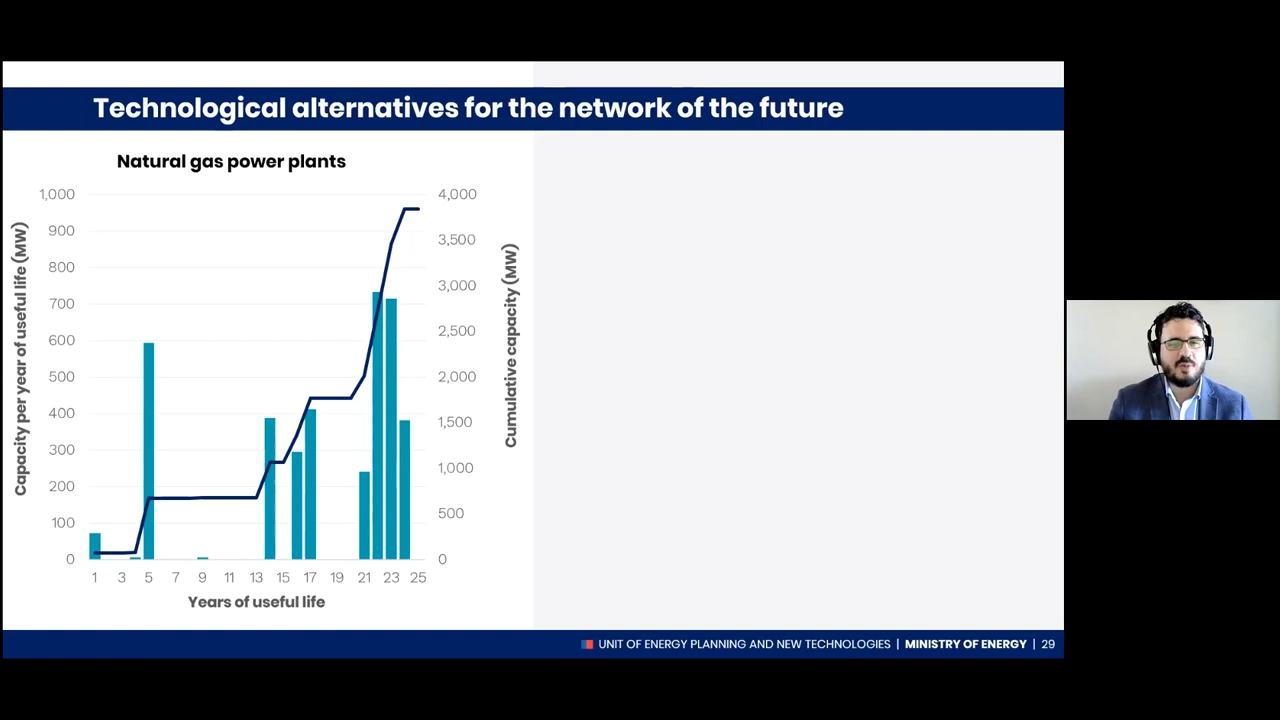 Technological alternatives for the network of the future
Natural gas power plants
Capacity per year of useful life (MW)
1,000
900
800
700
600
500
400
300
200
100
0
4,000
3,500
3,000
2,500
2,000
1,500
1,000
500
0
Cumulative capacity (MW)
1 3 5 7 9 11 13 15 17 19 21 23 25
Years of useful life
UNIT OF ENERGY PLANNING AND NEW TECHNOLOGIES | MINISTRY OF ENERGY | 29